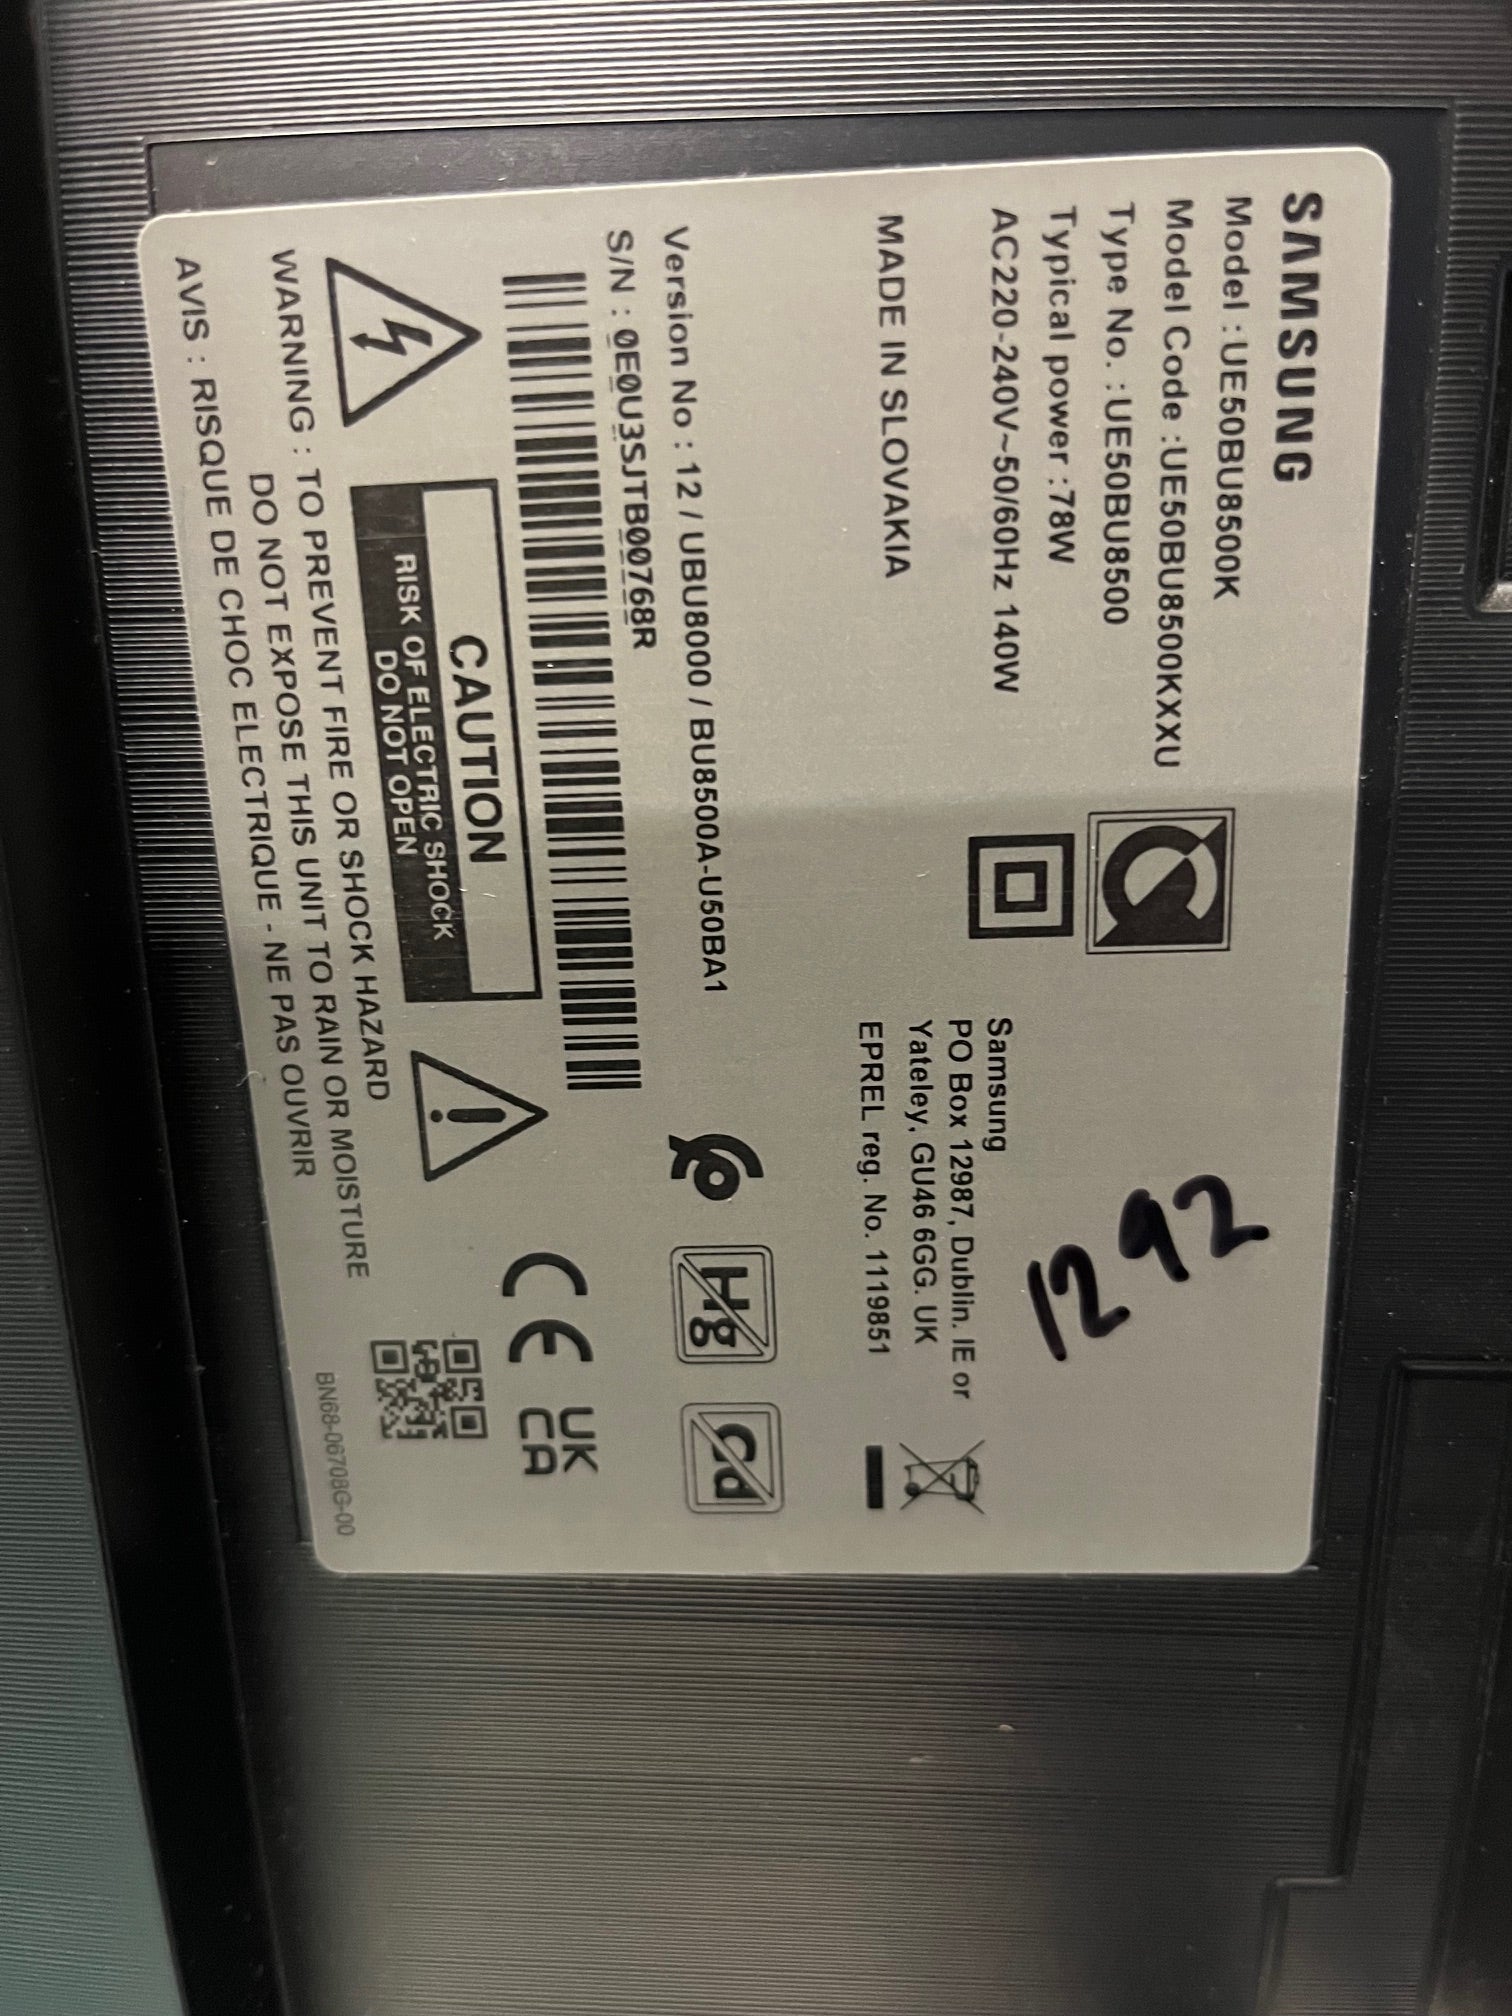 SAMSUNG
Model :UE50BU8500K
Model Code :UE50BU8500KXXU
Type No. :UE50BU8500
Typical power :78W
AC220-240V~50/60Hz 140W
MADE IN SLOVAKIA
Samsung
PO Box 12987, Dublin. IE or
Yateley, GU46 6GG. UK
EPREL reg. No. 1119851
Version No : 12 / UBU8000 / BU8500A-U50BA1
S/N : 0E0U3SJTB00768R
Hg
Cd
CAUTION
RISK OF ELECTRIC SHOCK
DO NOT OPEN
CE
UK
CA
WARNING : TO PREVENT FIRE OR SHOCK HAZARD
DO NOT EXPOSE THIS UNIT TO RAIN OR MOISTURE
AVIS : RISQUE DE CHOC ELECTRIQUE - NE PAS OUVRIR
BN68-06708G-00